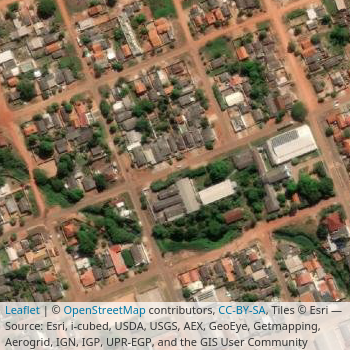 Leaflet | © OpenStreetMap contributors, CC-BY-SA, Tiles © Esri —
Source: Esri, i-cubed, USDA, USGS, AEX, GeoEye, Getmapping,
Aerogrid, IGN, IGP, UPR-EGP, and the GIS User Community